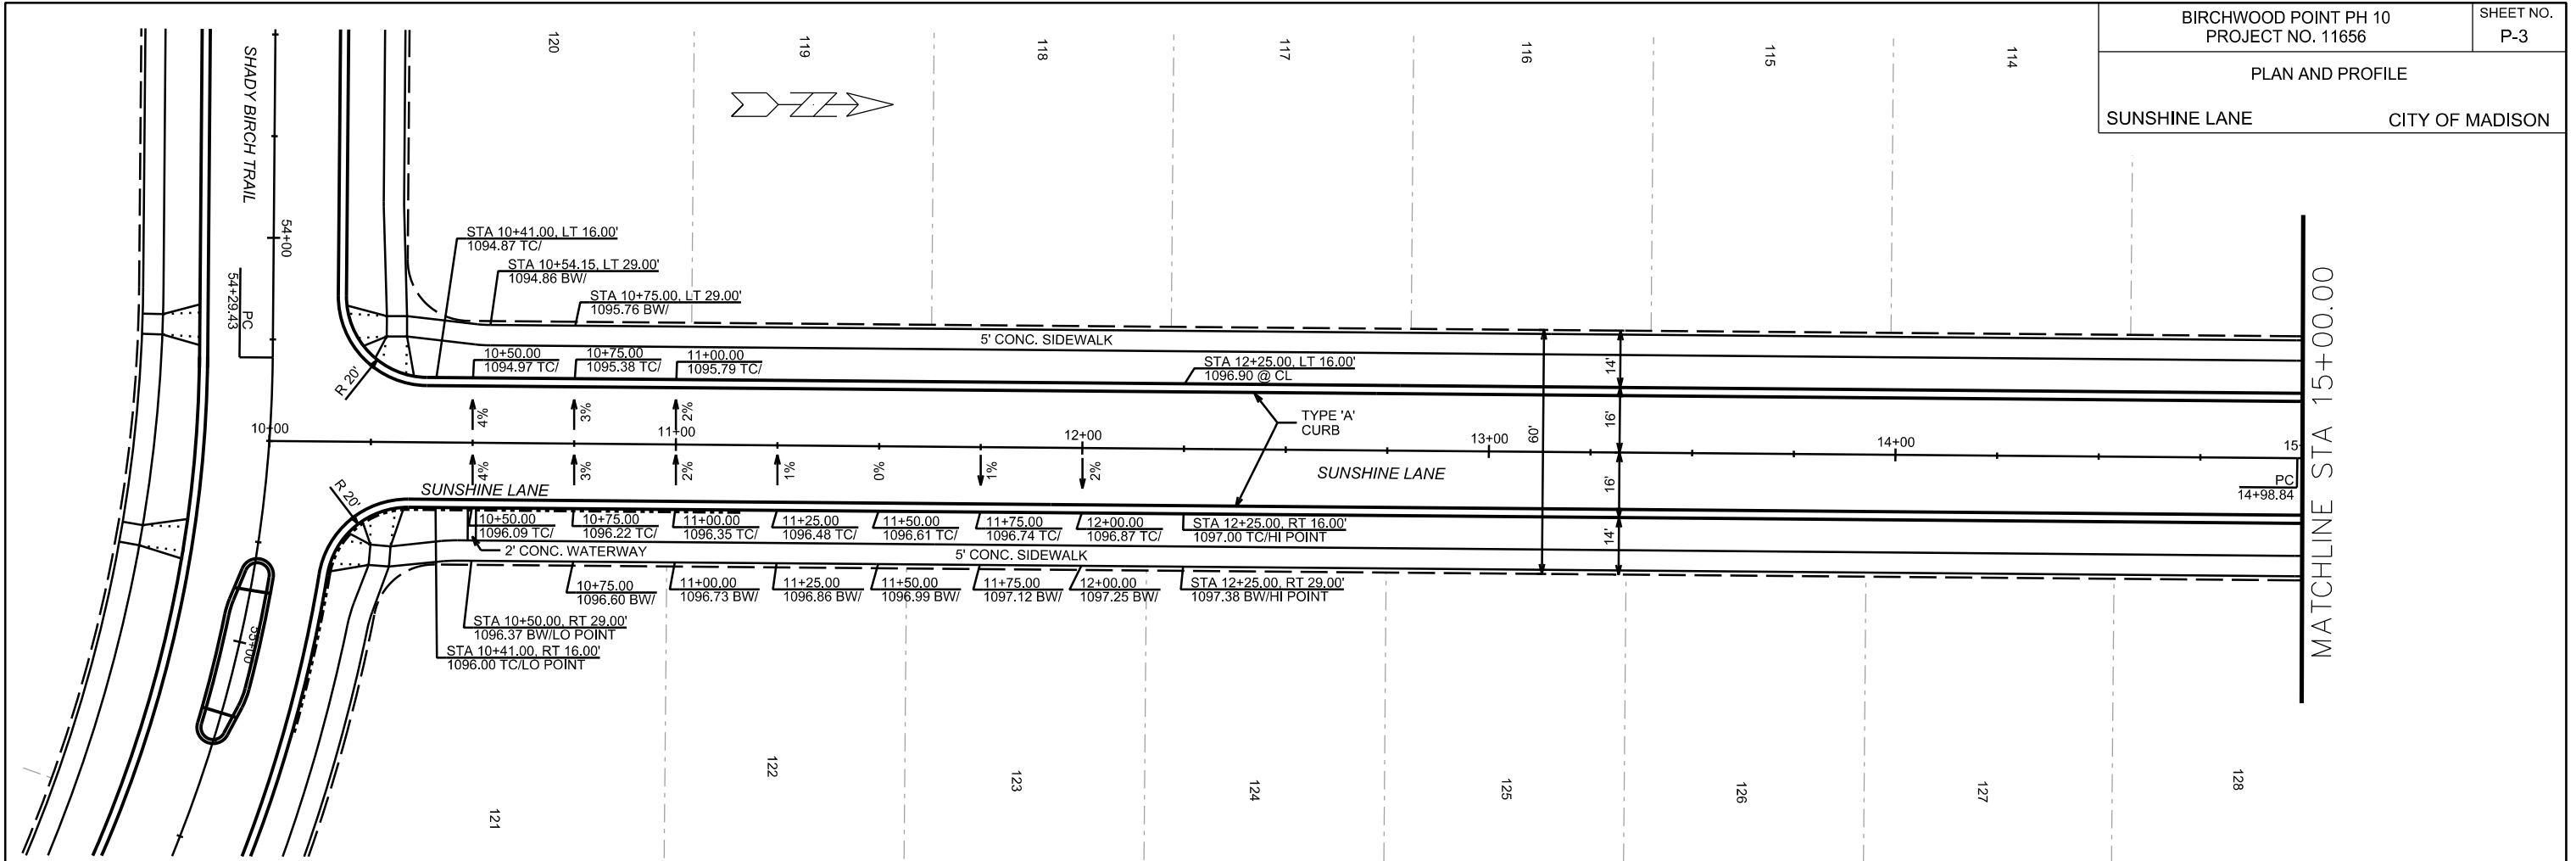 BIRCHWOOD POINT PH 10
PROJECT NO. 11656
SHEET NO.
P-3
PLAN AND PROFILE
SUNSHINE LANE
CITY OF MADISON
120
119
118
117
116
115
114
SHADY BIRCH TRAIL
54+00
PC
54+29.43
55+00
STA 10+41.00, LT 16.00'
1094.87 TC/
STA 10+54.15, LT 29.00'
1094.86 BW/
STA 10+75.00, LT 29.00'
1095.76 BW/
5' CONC. SIDEWALK
10+50.00
1094.97 TC/
10+75.00
1095.38 TC/
11+00.00
1095.79 TC/
STA 12+25.00, LT 16.00'
1096.90 @ CL
R 20'
14'
16'
60'
16'
14'
4%
3%
2%
TYPE 'A'
CURB
10+00
11+00
12+00
13+00
14+00
15
4%
3%
2%
1%
0%
1%
2%
SUNSHINE LANE
SUNSHINE LANE
PC
14+98.84
MATCHLINE STA 15+00.00
R 20'
10+50.00
1096.09 TC/
10+75.00
1096.22 TC/
11+00.00
1096.35 TC/
11+25.00
1096.48 TC/
11+50.00
1096.61 TC/
11+75.00
1096.74 TC/
12+00.00
1096.87 TC/
STA 12+25.00, RT 16.00'
1097.00 TC/HI POINT
2' CONC. WATERWAY
5' CONC. SIDEWALK
10+75.00
1096.60 BW/
11+00.00
1096.73 BW/
11+25.00
1096.86 BW/
11+50.00
1096.99 BW/
11+75.00
1097.12 BW/
12+00.00
1097.25 BW/
STA 12+25.00, RT 29.00'
1097.38 BW/HI POINT
STA 10+50.00, RT 29.00'
1096.37 BW/LO POINT
STA 10+41.00, RT 16.00'
1096.00 TC/LO POINT
121
122
123
124
125
126
127
128